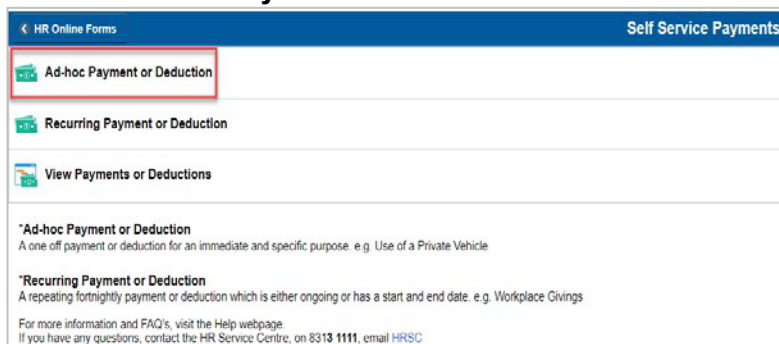 HR Online Forms
Self Service Payments
Ad-hoc Payment or Deduction
Recurring Payment or Deduction
View Payments or Deductions
*Ad-hoc Payment or Deduction
A one off payment or deduction for an immediate and specific purpose. e.g. Use of a Private Vehicle
*Recurring Payment or Deduction
A repeating fortnightly payment or deduction which is either ongoing or has a start and end date. e.g. Workplace Givings
For more information and FAQ's, visit the Help webpage.
If you have any questions, contact the HR Service Centre, on 8313 1111, email HRSC